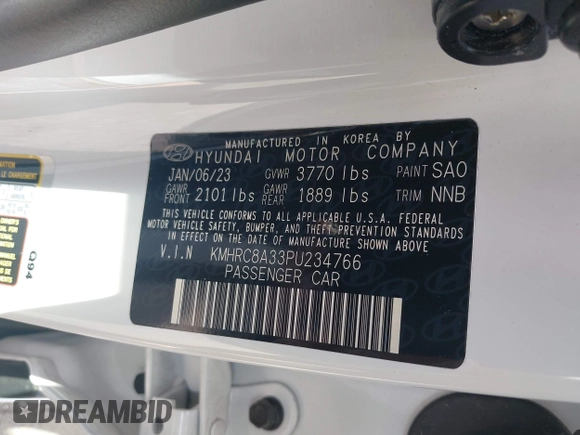 MANUFACTURED IN KOREA BY
HYUNDAI MOTOR COMPANY
JAN/06/23 GVWR 3770 lbs PAINT SAO
GAWR FRONT 2101 lbs GAWR REAR 1889 lbs TRIM NNB
THIS VEHICLE CONFORMS TO ALL APPLICABLE U.S.A. FEDERAL
MOTOR VEHICLE SAFETY, BUMPER, AND THEFT PREVENTION STANDARDS
IN EFFECT ON THE DATE OF MANUFACTURE SHOWN ABOVE.
V.I.N KMHRC8A33PU234766
PASSENGER CAR
LE CHARGEMENT
Q94
DREAMBID